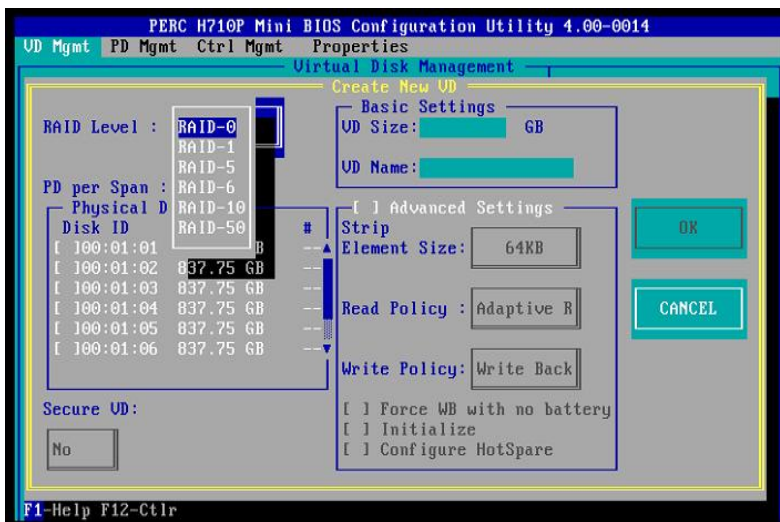 PERC H710P Mini BIOS Configuration Utility 4.00-0014
VD Mgmt PD Mgmt Ctrl Mgmt Properties
Virtual Disk Management
Create New VD
RAID Level :
RAID-0
RAID-1
RAID-5
RAID-6
RAID-10
RAID-50
PD per Span :
Physical D
Disk ID #
[ ]00:01:01 B --
[ ]00:01:02 837.75 GB --
[ ]00:01:03 837.75 GB --
[ ]00:01:04 837.75 GB --
[ ]00:01:05 837.75 GB --
[ ]00:01:06 837.75 GB --
Secure VD:
No
Basic Settings
VD Size: GB
VD Name:
[ ] Advanced Settings
Strip
Element Size: 64KB
Read Policy : Adaptive R
Write Policy: Write Back
[ ] Force WB with no battery
[ ] Initialize
[ ] Configure HotSpare
OK
CANCEL
F1-Help F12-Ctlr